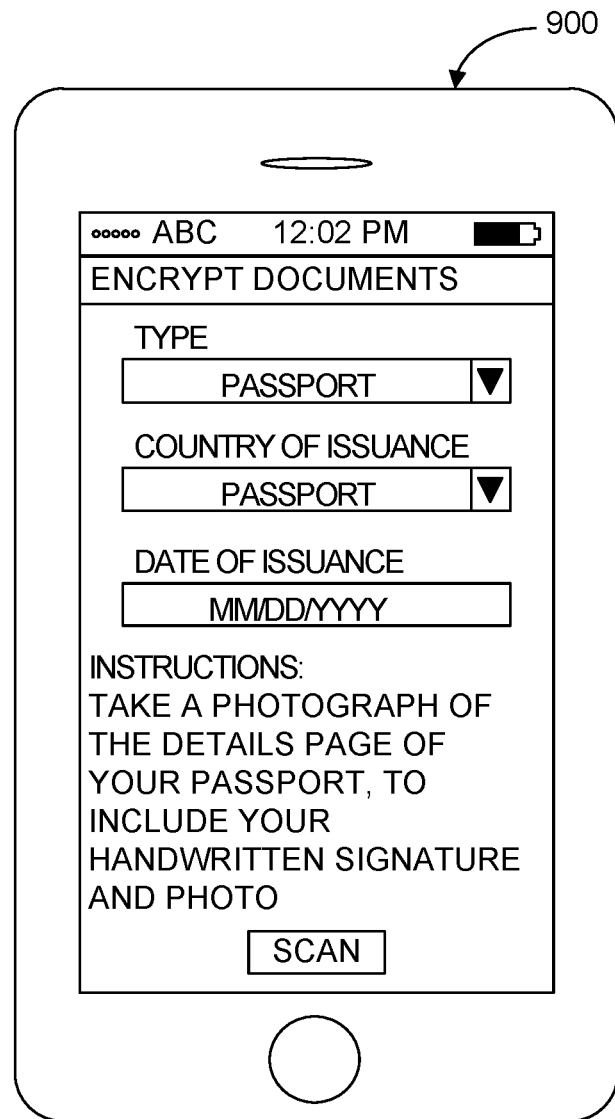 900
ABC 12:02 PM
ENCRYPT DOCUMENTS
TYPE
PASSPORT
COUNTRY OF ISSUANCE
PASSPORT
DATE OF ISSUANCE
MM/DD/YYYY
INSTRUCTIONS:
TAKE A PHOTOGRAPH OF
THE DETAILS PAGE OF
YOUR PASSPORT, TO
INCLUDE YOUR
HANDWRITTEN SIGNATURE
AND PHOTO
SCAN